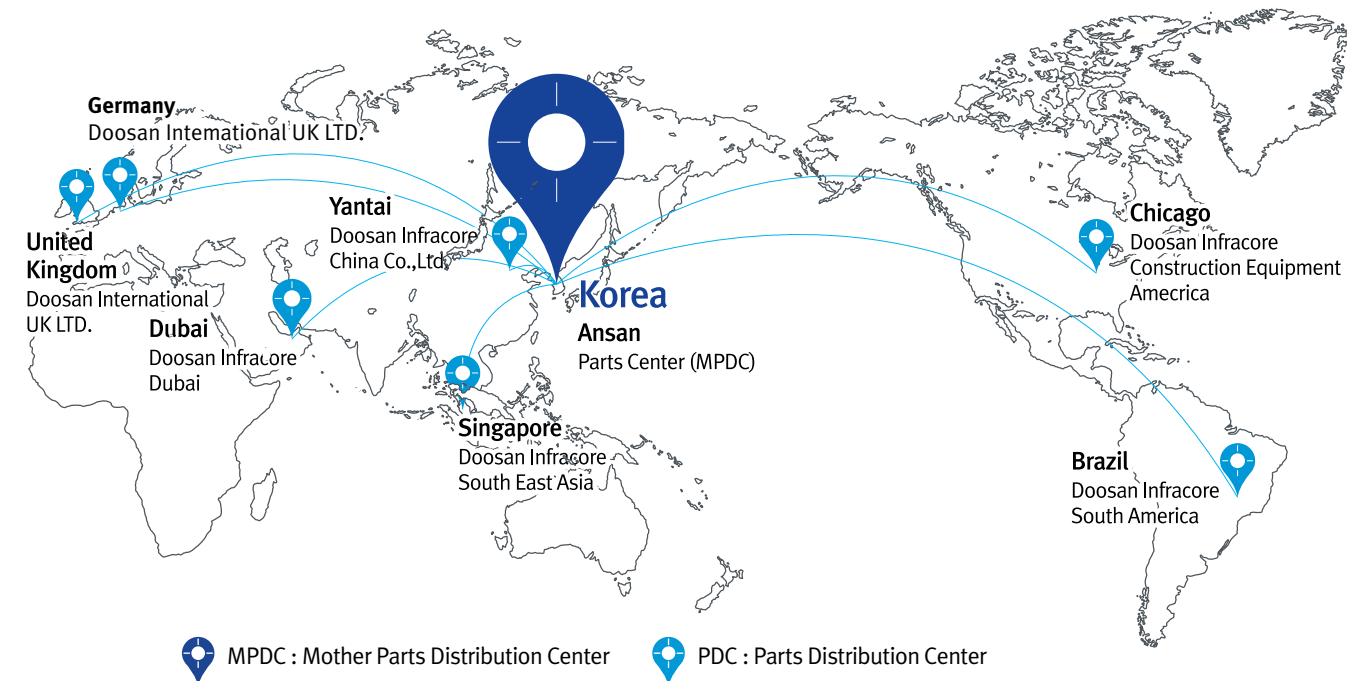 Germany
Doosan Intemational UK LTD.
United
Kingdom
Doosan International
UK LTD.
Yantai
Doosan Infracore
China Co.,Ltd.
Dubai
Doosan Infracore
Dubai
Korea
Ansan
Parts Center (MPDC)
Singapore
Doosan Infracore
South East Asia
Chicago
Doosan Infracore
Construction Equipment
Amecrica
Brazil
Doosan Infracore
South America
MPDC : Mother Parts Distribution Center
PDC : Parts Distribution Center